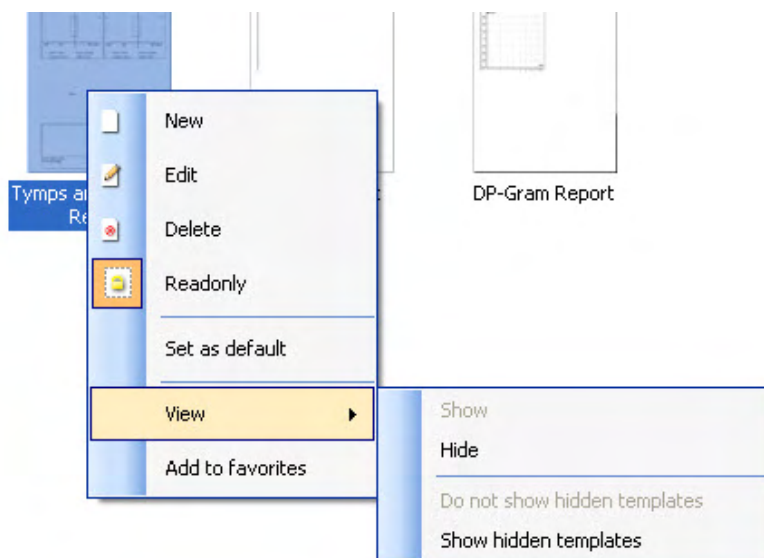 New
Edit
Tymps a
Re
DP-Gram Report
Delete
Readonly
Set as default
View
Show
Hide
Add to favorites
Do not show hidden templates
Show hidden templates